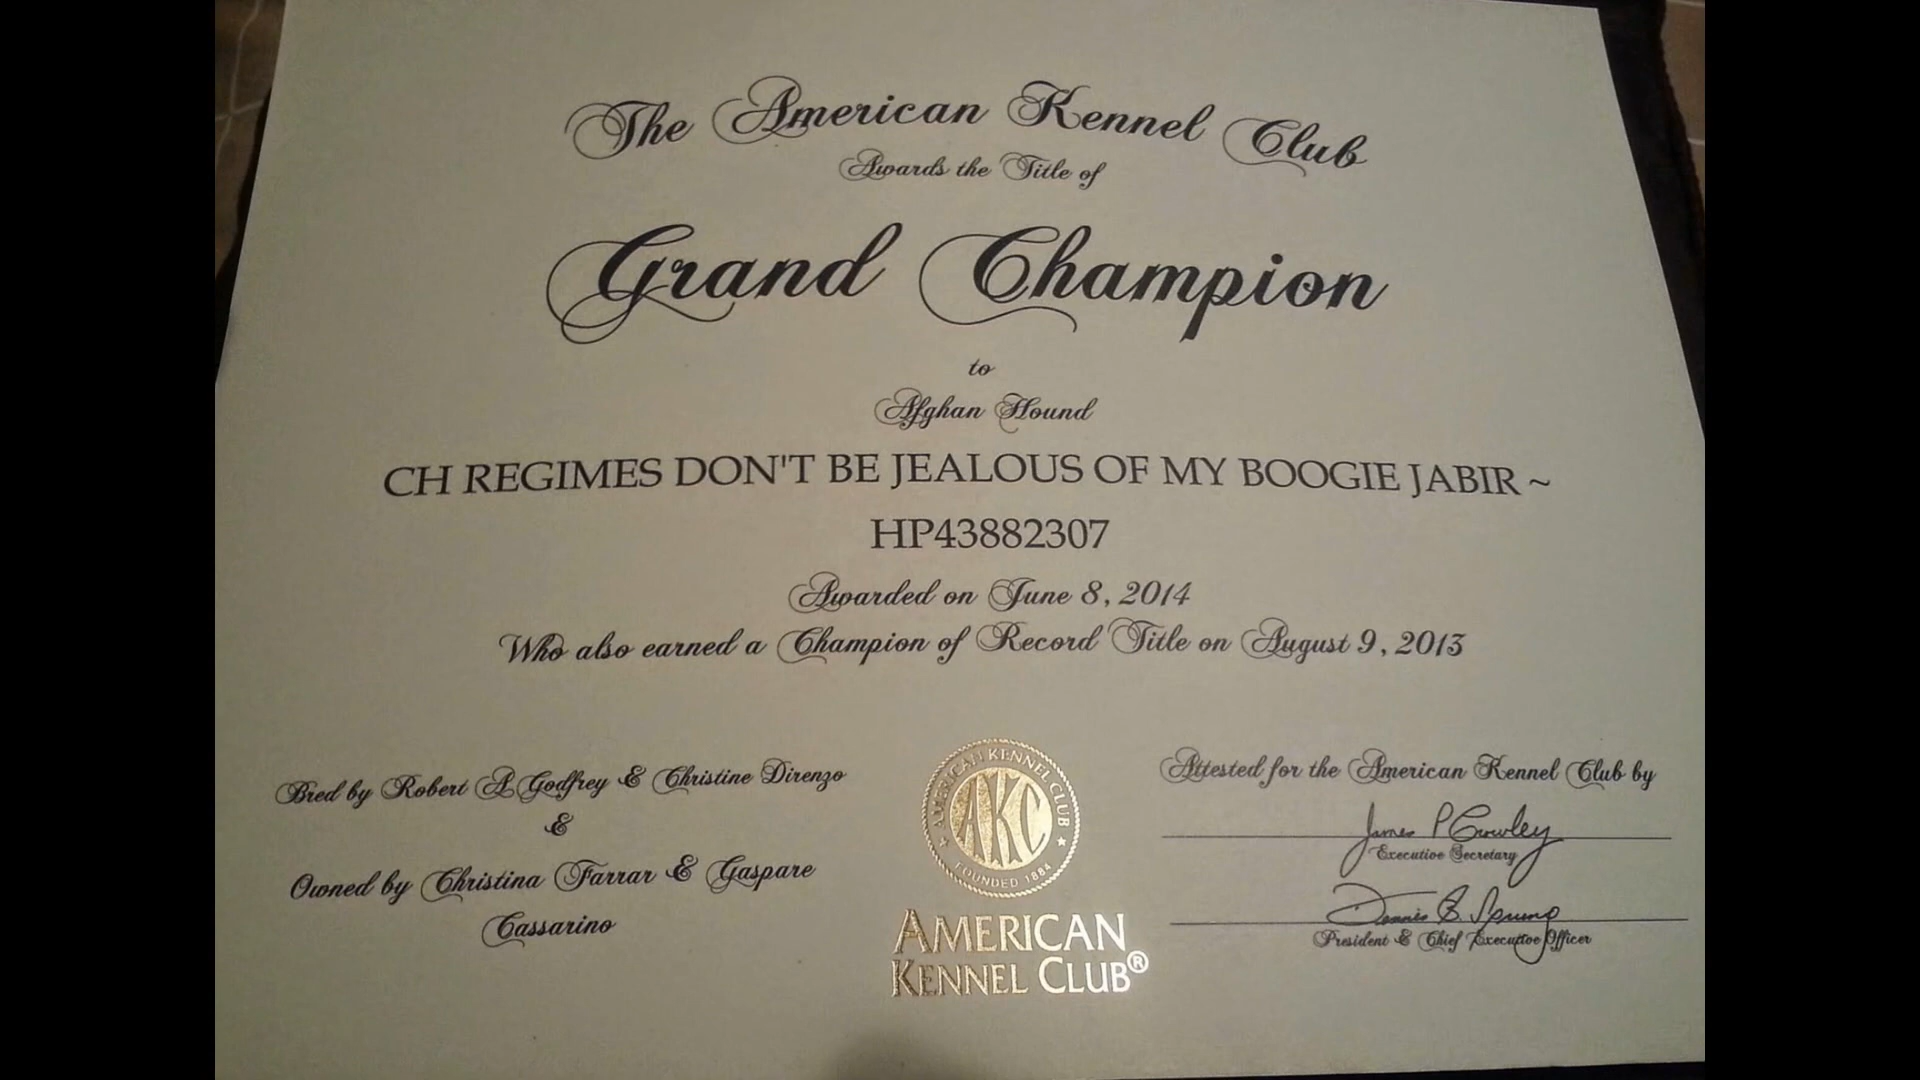 The American Kennel Club
Awards the Title of
Grand Champion
to
Afghan Hound
CH REGIMES DON'T BE JEALOUS OF MY BOOGIE JABIR ~
HP43882307
Awarded on June 8, 2014
Who also earned a Champion of Record Title on August 9, 2013
Bred by Robert A Godfrey & Christine Direnzo
&
Owned by Christina Farrar & Gaspare
Cassarino
AMERICAN KENNEL CLUB
AKC
FOUNDED 1884
AMERICAN
KENNEL CLUB®
Attested for the American Kennel Club by
James P Crowley
Executive Secretary
Dennis B. Sprung
President & Chief Executive Officer